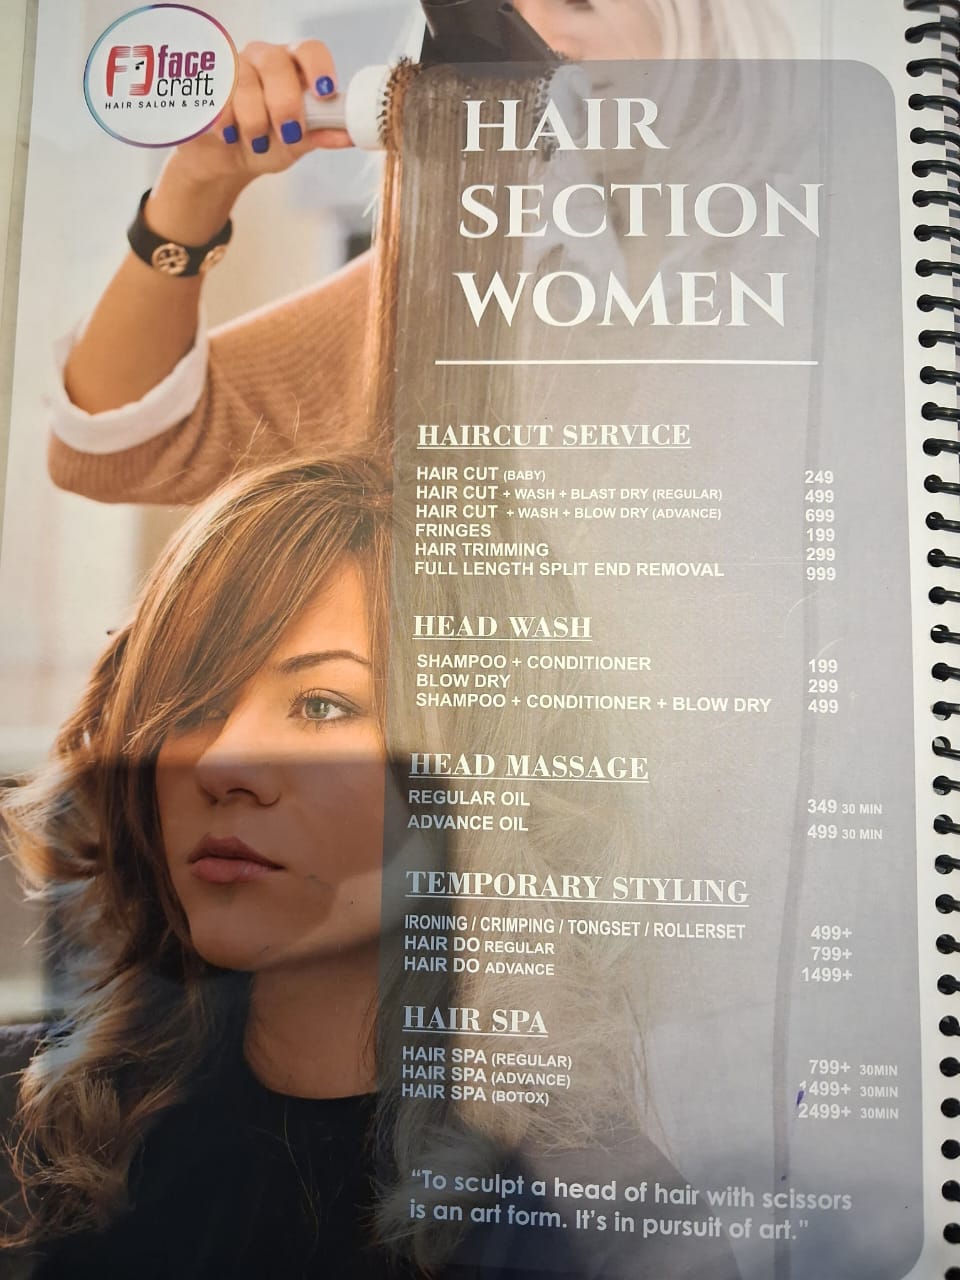 face
craft
HAIR SALON & SPA
HAIR
SECTION
WOMEN
HAIRCUT SERVICE
HAIR CUT (BABY) 249
HAIR CUT + WASH + BLAST DRY (REGULAR) 499
HAIR CUT + WASH + BLOW DRY (ADVANCE) 699
FRINGES 199
HAIR TRIMMING 299
FULL LENGTH SPLIT END REMOVAL 999
HEAD WASH
SHAMPOO + CONDITIONER 199
BLOW DRY 299
SHAMPOO + CONDITIONER + BLOW DRY 499
HEAD MASSAGE
REGULAR OIL 349 30 MIN
ADVANCE OIL 499 30 MIN
TEMPORARY STYLING
IRONING / CRIMPING / TONGSET / ROLLERSET 499+
HAIR DO REGULAR 799+
HAIR DO ADVANCE 1499+
HAIR SPA
HAIR SPA (REGULAR) 799+ 30MIN
HAIR SPA (ADVANCE) 1499+ 30MIN
HAIR SPA (BOTOX) 2499+ 30MIN
“To sculpt a head of hair with scissors
is an art form. It’s in pursuit of art.”